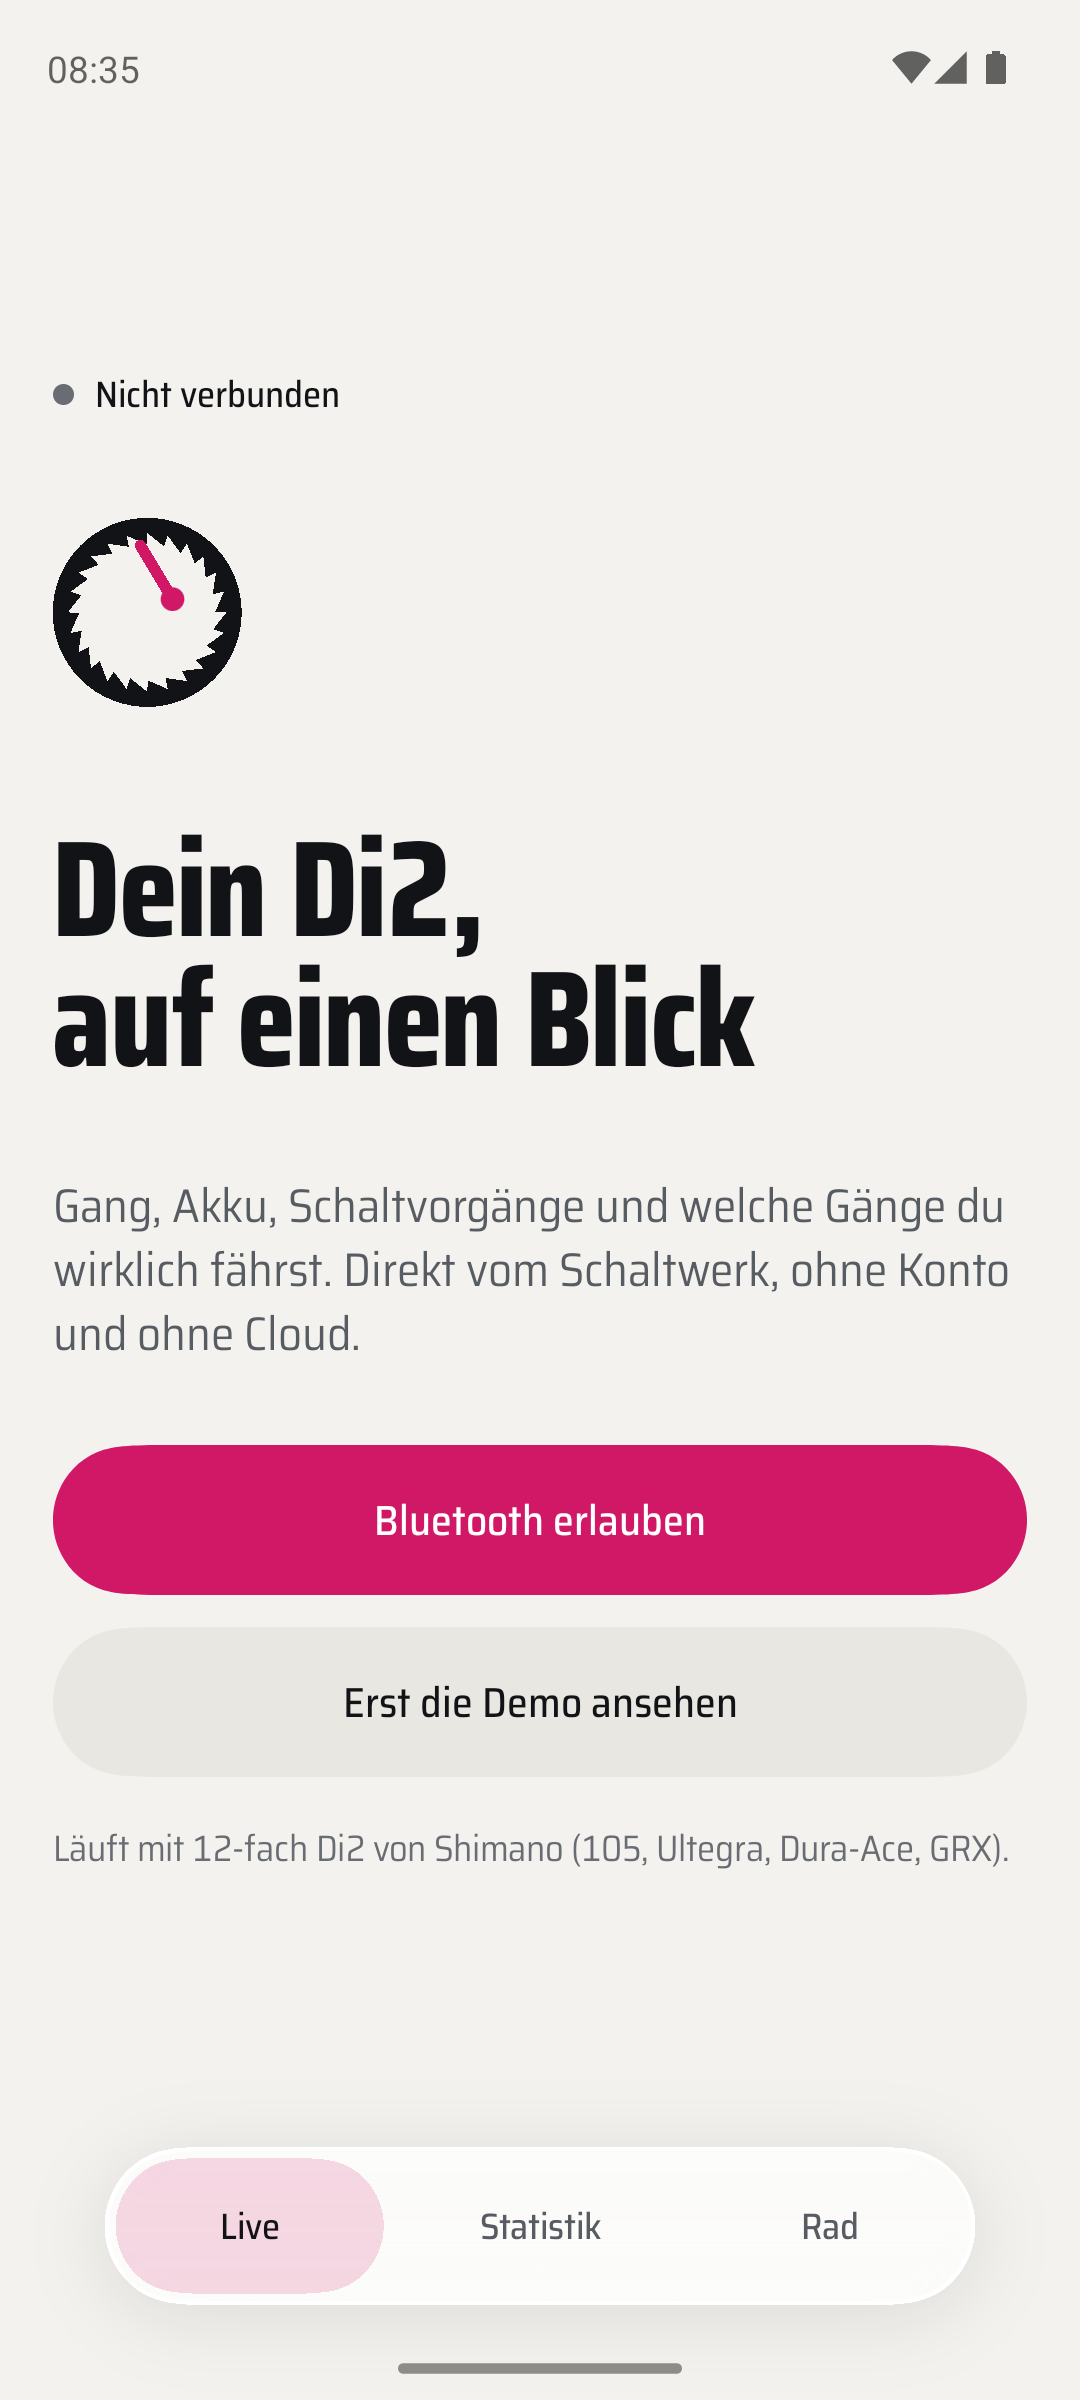 08:35
Nicht verbunden
Dein Di2,
auf einen Blick
Gang, Akku, Schaltvorgänge und welche Gänge du
wirklich fährst. Direkt vom Schaltwerk, ohne Konto
und ohne Cloud.
Bluetooth erlauben
Erst die Demo ansehen
Läuft mit 12-fach Di2 von Shimano (105, Ultegra, Dura-Ace, GRX).
Live Statistik Rad